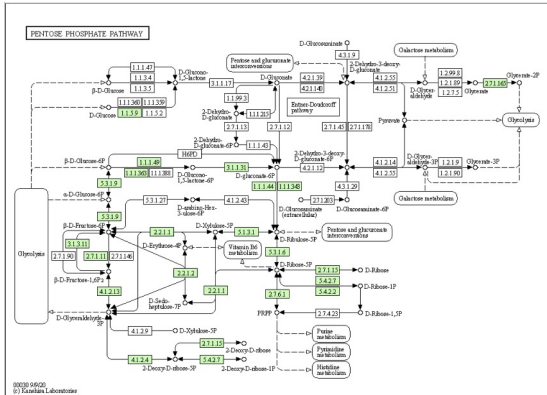 PENTOSE PHOSPHATE PATHWAY
D-Glucosaminate
4.3.1.9
Pentose and glucuronate
interconversions
Galactose metabolism
1.1.1.47
1.1.3.4
1.1.3.5
β-D-Glucose
D-Glucono-
1,5-lactone
3.1.1.17
D-Gluconate
4.2.1.39
4.2.1.140
2-Dehydro-3-deoxy-
D-gluconate
4.1.2.55
4.1.2.51
D-Glycer-
aldehyde
1.2.99.8
1.2.1.89
1.2.7.5
Glycerate
2.7.1.165
Glycerate-2P
1.1.1.360
1.1.1.359
D-Glucose
1.1.5.9
1.1.5.2
1.1.99.3
2-Dehydro-
D-gluconate
1.1.1.215
Entner-Doudoroff
pathway
2.7.1.13
2.7.1.12
2.7.1.45
2.7.1.178
Pyruvate
Glycolysis
2-Dehydro-
D-gluconate-6P
1.1.1.43
H6PD
β-D-Glucose-6P
1.1.1.49
1.1.1.363
1.1.1.388
D-Glucono-
1,5-lactone-6P
3.1.1.31
D-gluconate-6P
4.2.1.12
2-Dehydro-3-deoxy-
D-gluconate-6P
4.1.2.14
4.1.2.55
D-Glycer-
aldehyde-3P
1.2.1.9
1.2.1.90
Glycerate-3P
5.3.1.9
α-D-Glucose-6P
1.1.1.44
1.1.1.343
4.3.1.29
2.7.1.203
D-Glucosaminate
(extracellular)
D-Glucosaminate-6P
Galactose metabolism
5.3.1.9
5.3.1.27
D-arabino-Hex-
3-ulose-6P
4.1.2.43
β-D-Fructose-6P
2.2.1.1
D-Xylulose-5P
5.1.3.1
D-Ribulose-5P
Pentose and glucuronate
interconversions
Glycolysis
3.1.3.11
2.7.1.90
2.7.1.11
2.7.1.146
D-Erythrose-4P
Vitamin B6
metabolism
5.3.1.6
β-D-Fructose-1,6P2
2.2.1.2
D-Ribose-5P
2.7.1.15
D-Ribose
5.4.2.7
5.4.2.2
D-Ribose-1P
4.1.2.13
D-Sedo-
heptulose-7P
2.2.1.1
2.7.6.1
D-Glyceraldehyde-
3P
PRPP
2.7.4.23
D-Ribose-1,5P
4.1.2.9
D-Xylulose-5P
Purine
metabolism
Pyrimidine
metabolism
Histidine
metabolism
2.7.1.15
2-Deoxy-D-ribose
4.1.2.4
2-Deoxy-D-ribose-5P
5.4.2.7
2-Deoxy-D-ribose-1P
00030 9/9/20
(c) Kanehisa Laboratories